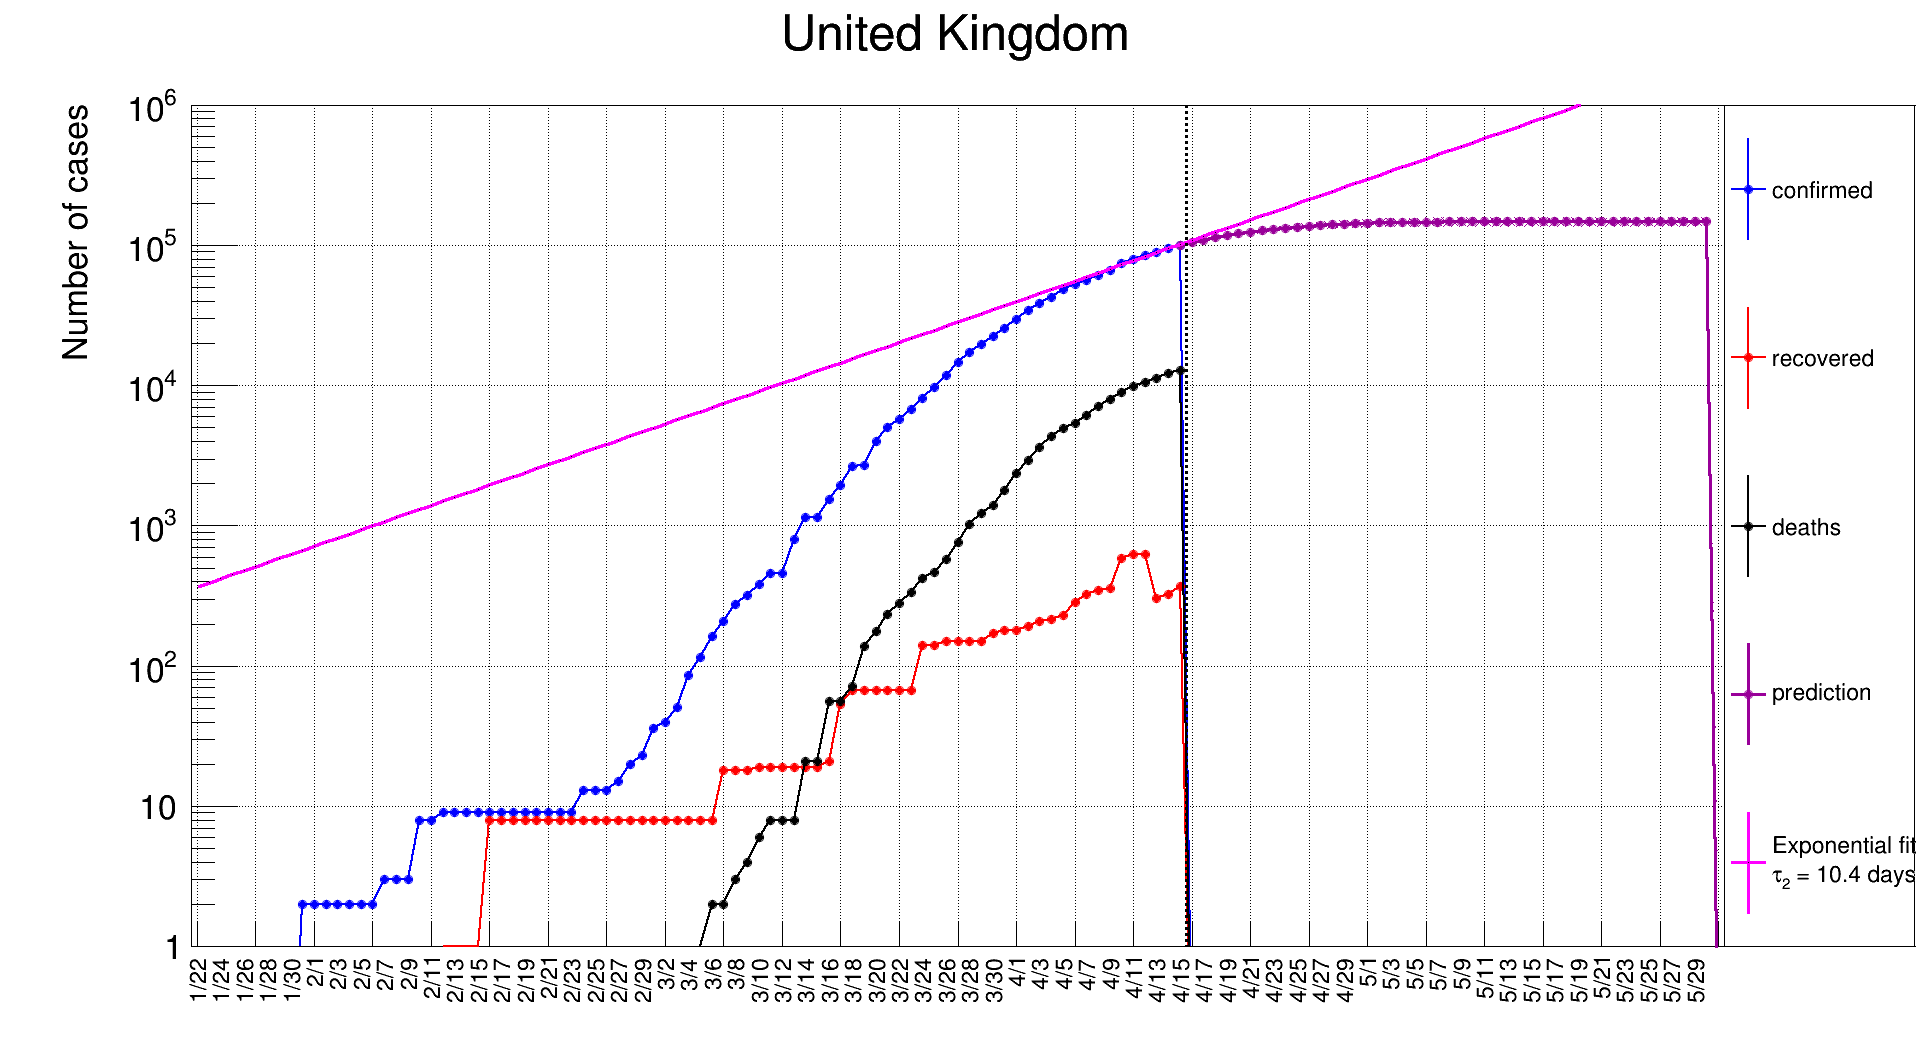 United Kingdom
Number of cases
10^6
10^5
10^4
10^3
10^2
10
1
1/22 1/24 1/26 1/28 1/30 2/1 2/3 2/5 2/7 2/9 2/11 2/13 2/15 2/17 2/19 2/21 2/23 2/25 2/27 2/29 3/2 3/4 3/6 3/8 3/10 3/12 3/14 3/16 3/18 3/20 3/22 3/24 3/26 3/28 3/30 4/1 4/3 4/5 4/7 4/9 4/11 4/13 4/15 4/17 4/19 4/21 4/23 4/25 4/27 4/29 5/1 5/3 5/5 5/7 5/9 5/11 5/13 5/15 5/17 5/19 5/21 5/23 5/25 5/27 5/29
confirmed
recovered
deaths
prediction
Exponential fit
τ₂ = 10.4 days